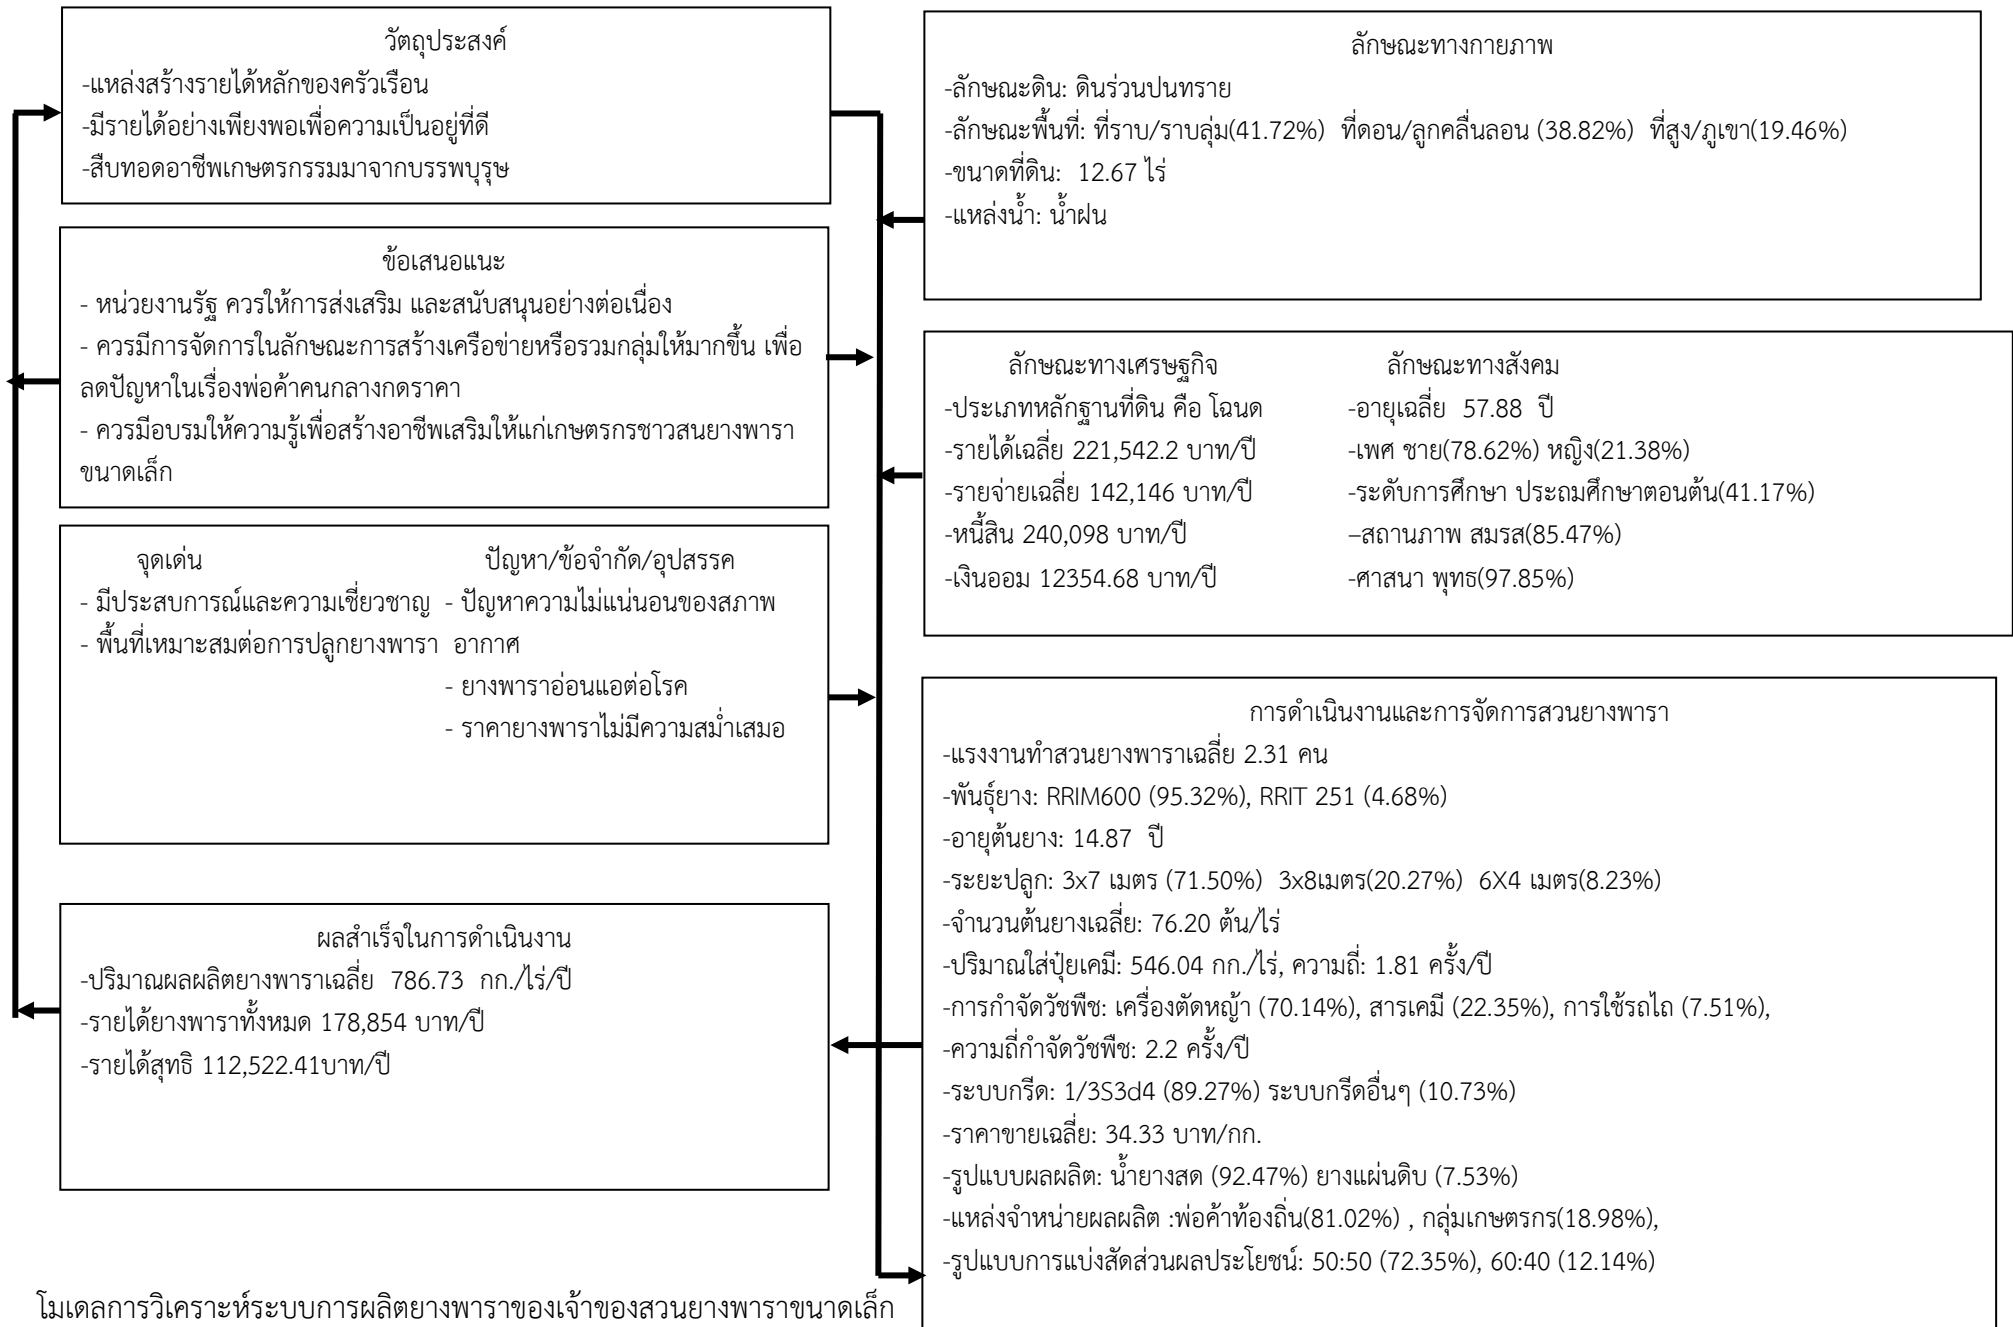 วัตถุประสงค์
-แหล่งสร้างรายได้หลักของครัวเรือน
-มีรายได้อย่างเพียงพอเพื่อความเป็นอยู่ที่ดี
-สืบทอดอาชีพเกษตรกรรมมาจากบรรพบุรุษ
ข้อเสนอแนะ
- หน่วยงานรัฐ ควรให้การส่งเสริม และสนับสนุนอย่างต่อเนื่อง
- ควรมีการจัดการในลักษณะการสร้างเครือข่ายหรือรวมกลุ่มให้มากขึ้น เพื่อ
ลดปัญหาในเรื่องพ่อค้าคนกลางกดราคา
- ควรมีอบรมให้ความรู้เพื่อสร้างอาชีพเสริมให้แก่เกษตรกรชาวสนยางพารา
ขนาดเล็ก
จุดเด่น
- มีประสบการณ์และความเชี่ยวชาญ
- พื้นที่เหมาะสมต่อการปลูกยางพารา
ปัญหา/ข้อจำกัด/อุปสรรค
- ปัญหาความไม่แน่นอนของสภาพ
อากาศ
- ยางพาราอ่อนแอต่อโรค
- ราคายางพาราไม่มีความสม่ำเสมอ
ผลสำเร็จในการดำเนินงาน
-ปริมาณผลผลิตยางพาราเฉลี่ย 786.73 กก./ไร่/ปี
-รายได้ยางพาราทั้งหมด 178,854 บาท/ปี
-รายได้สุทธิ 112,522.41บาท/ปี
ลักษณะทางกายภาพ
-ลักษณะดิน: ดินร่วนปนทราย
-ลักษณะพื้นที่: ที่ราบ/ราบลุ่ม(41.72%) ที่ดอน/ลูกคลื่นลอน (38.82%) ที่สูง/ภูเขา(19.46%)
-ขนาดที่ดิน: 12.67 ไร่
-แหล่งน้ำ: น้ำฝน
ลักษณะทางเศรษฐกิจ
-ประเภทหลักฐานที่ดิน คือ โฉนด
-รายได้เฉลี่ย 221,542.2 บาท/ปี
-รายจ่ายเฉลี่ย 142,146 บาท/ปี
-หนี้สิน 240,098 บาท/ปี
-เงินออม 12354.68 บาท/ปี
ลักษณะทางสังคม
-อายุเฉลี่ย 57.88 ปี
-เพศ ชาย(78.62%) หญิง(21.38%)
-ระดับการศึกษา ประถมศึกษาตอนต้น(41.17%)
–สถานภาพ สมรส(85.47%)
-ศาสนา พุทธ(97.85%)
การดำเนินงานและการจัดการสวนยางพารา
-แรงงานทำสวนยางพาราเฉลี่ย 2.31 คน
-พันธุ์ยาง: RRIM600 (95.32%), RRIT 251 (4.68%)
-อายุต้นยาง: 14.87 ปี
-ระยะปลูก: 3x7 เมตร (71.50%) 3x8เมตร(20.27%) 6X4 เมตร(8.23%)
-จำนวนต้นยางเฉลี่ย: 76.20 ต้น/ไร่
-ปริมาณใส่ปุ๋ยเคมี: 546.04 กก./ไร่, ความถี่: 1.81 ครั้ง/ปี
-การกำจัดวัชพืช: เครื่องตัดหญ้า (70.14%), สารเคมี (22.35%), การใช้รถไถ (7.51%),
-ความถี่กำจัดวัชพืช: 2.2 ครั้ง/ปี
-ระบบกรีด: 1/3S3d4 (89.27%) ระบบกรีดอื่นๆ (10.73%)
-ราคาขายเฉลี่ย: 34.33 บาท/กก.
-รูปแบบผลผลิต: น้ำยางสด (92.47%) ยางแผ่นดิบ (7.53%)
-แหล่งจำหน่ายผลผลิต :พ่อค้าท้องถิ่น(81.02%) , กลุ่มเกษตรกร(18.98%),
-รูปแบบการแบ่งสัดส่วนผลประโยชน์: 50:50 (72.35%), 60:40 (12.14%)
โมเดลการวิเคราะห์ระบบการผลิตยางพาราของเจ้าของสวนยางพาราขนาดเล็ก